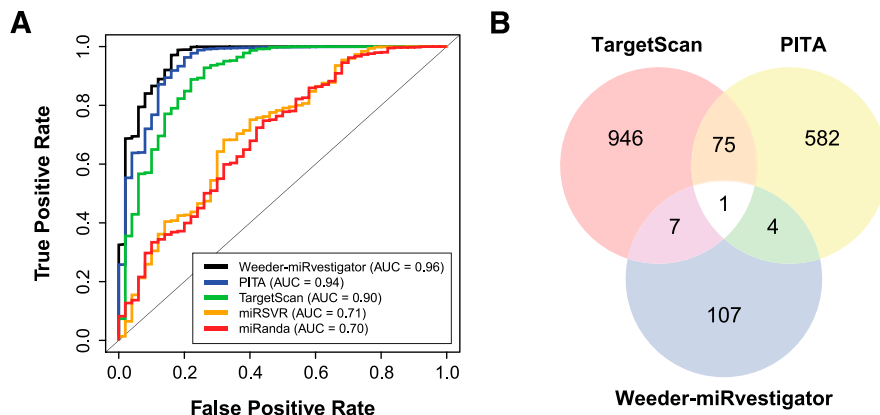 A
True Positive Rate
1.0
0.8
0.6
0.4
0.2
0.0
Weeder-miRvestigator (AUC = 0.96)
PITA (AUC = 0.94)
TargetScan (AUC = 0.90)
miRSVR (AUC = 0.71)
miRanda (AUC = 0.70)
0.0 0.2 0.4 0.6 0.8 1.0
False Positive Rate
B
TargetScan PITA
946 75 582
1
7 4
107
Weeder-miRvestigator